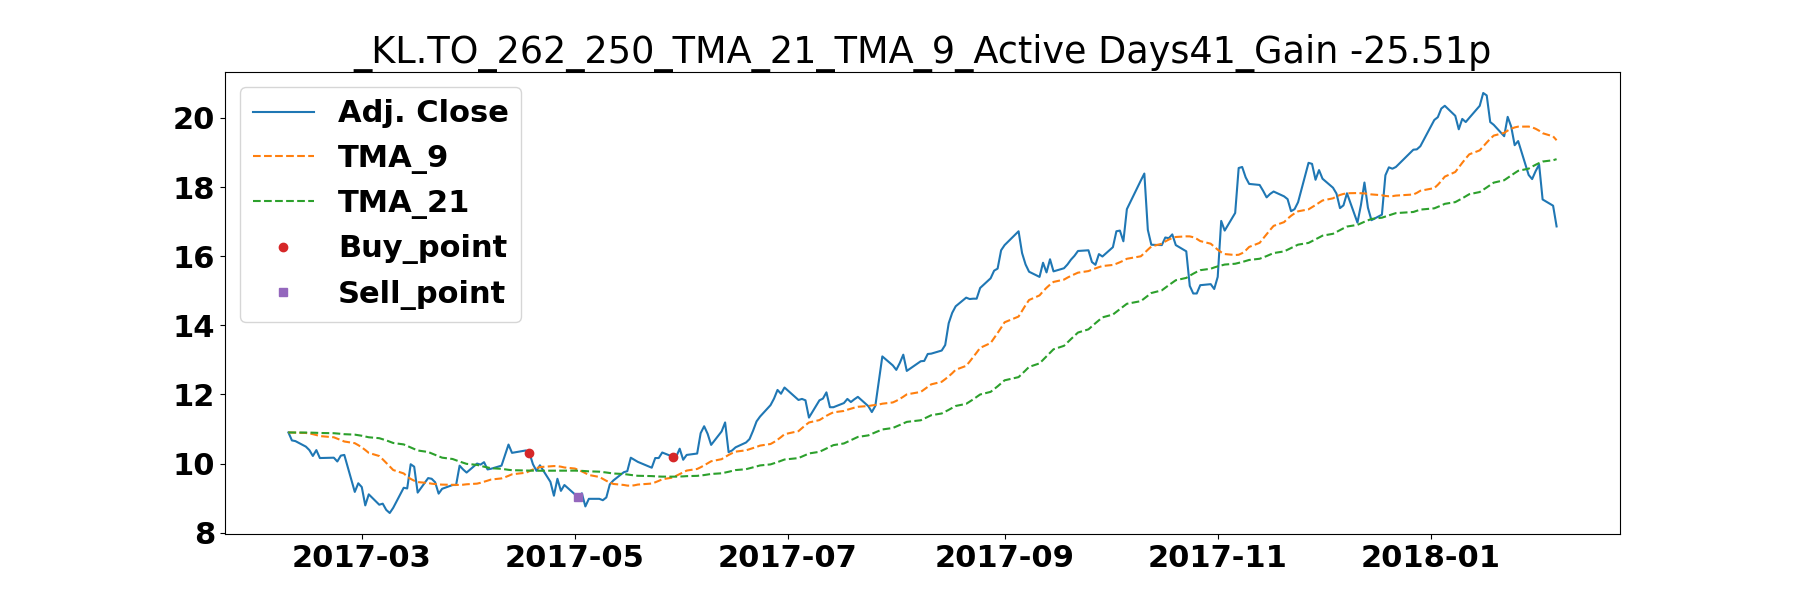 _KL.TO_262_250_TMA_21_TMA_9_Active Days41_Gain -25.51p
Adj. Close
TMA_9
TMA_21
Buy_point
Sell_point
20
18
16
14
12
10
8
2017-03 2017-05 2017-07 2017-09 2017-11 2018-01